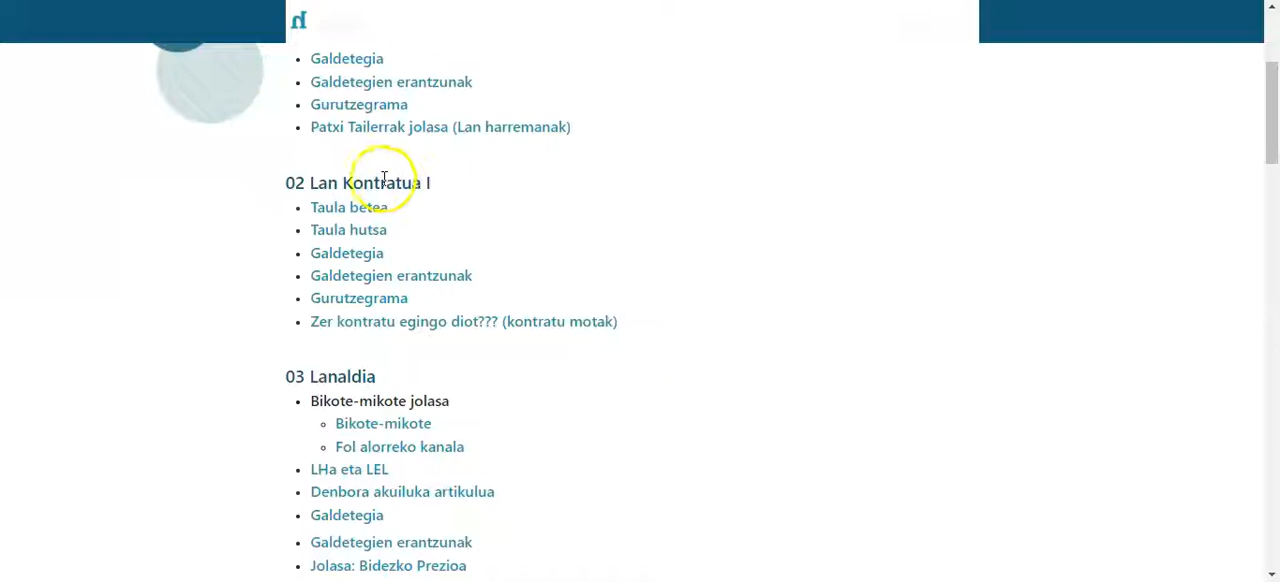 Galdetegia
Galdetegien erantzunak
Gurutzegrama
Patxi Tailerrak jolasa (Lan harremanak)
02 Lan Kontratua I
Taula betea
Taula hutsa
Galdetegia
Galdetegien erantzunak
Gurutzegrama
Zer kontratu egingo diot??? (kontratu motak)
03 Lanaldia
Bikote-mikote jolasa
Bikote-mikote
Fol alorreko kanala
LHa eta LEL
Denbora akuiluka artikulua
Galdetegia
Galdetegien erantzunak
Jolasa: Bidezko Prezioa